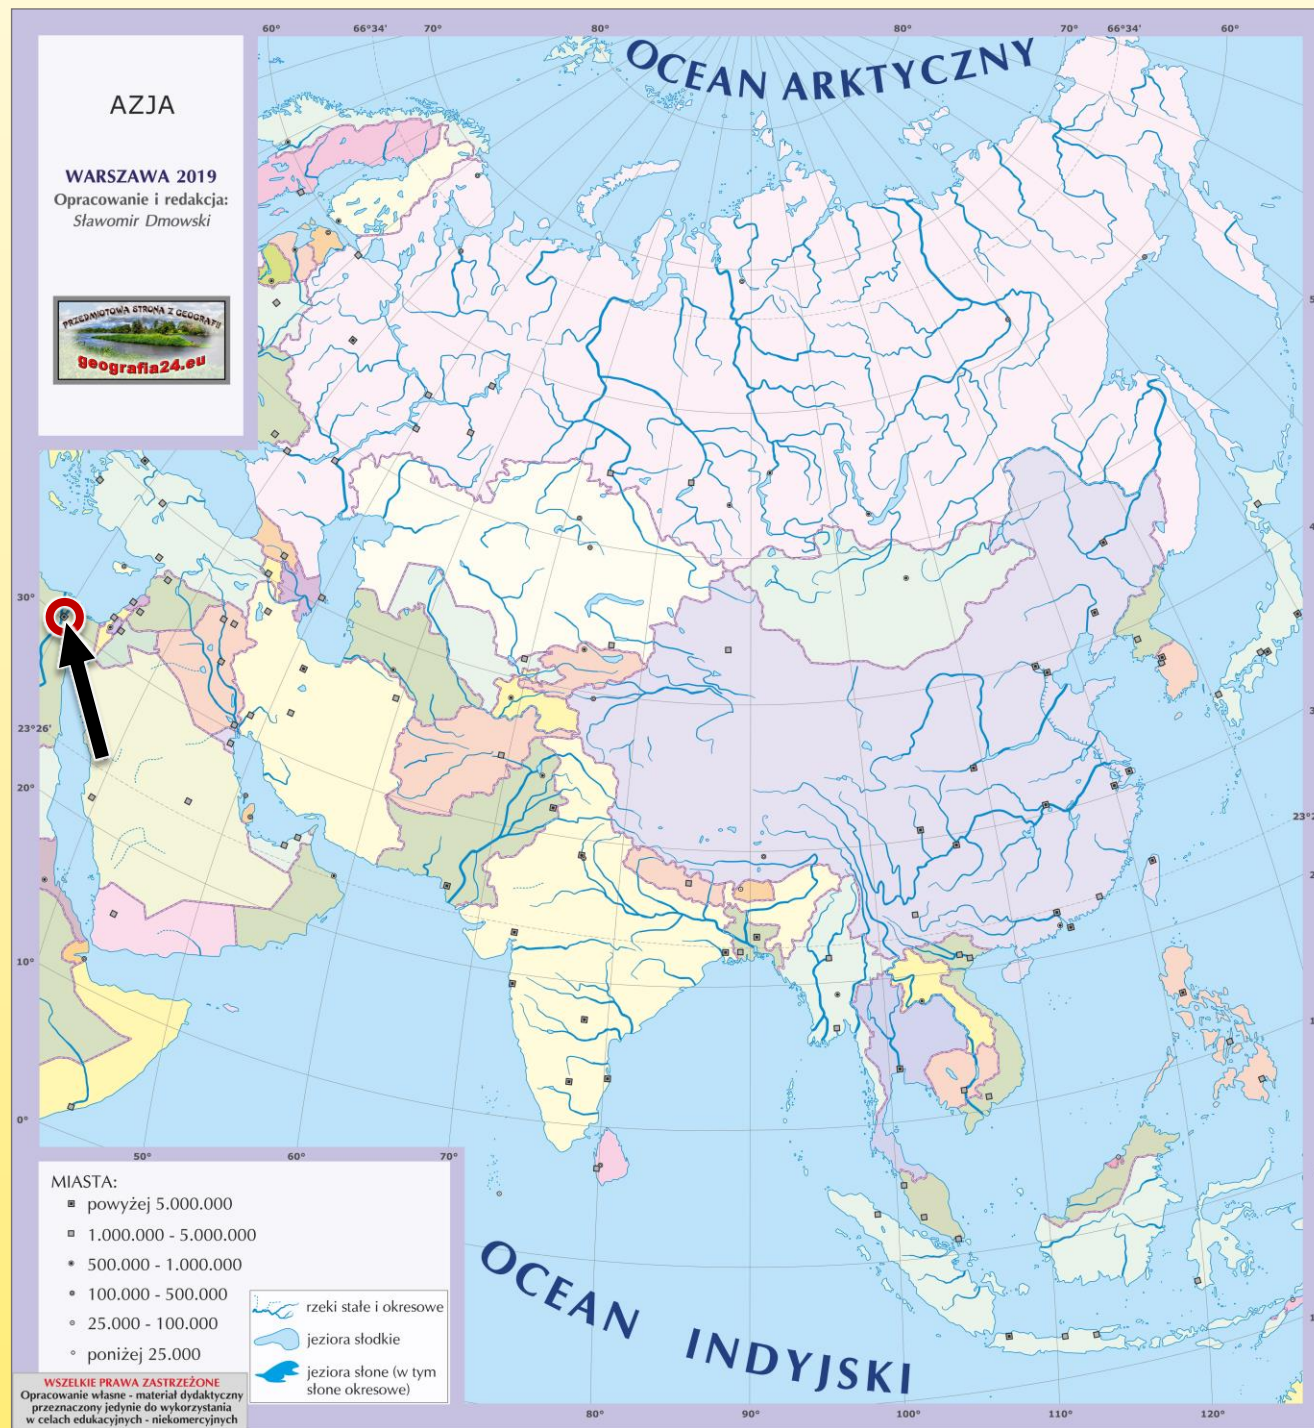 60°
66°34'
70°
80°
80°
70°
66°34'
60°
OCEAN ARKTYCZNY
AZJA
WARSZAWA 2019
Opracowanie i redakcja:
Sławomir Dmowski
PRZEDMIOTOWA STRONA Z GEOGRAFII
geografia24.eu
30°
23°26'
20°
10°
0°
50°
60°
70°
MIASTA:
powyżej 5.000.000
1.000.000 - 5.000.000
500.000 - 1.000.000
100.000 - 500.000
25.000 - 100.000
poniżej 25.000
rzeki stałe i okresowe
jeziora słodkie
jeziora słone (w tym
słone okresowe)
OCEAN INDYJSKI
WSZELKIE PRAWA ZASTRZEŻONE
Opracowanie własne - materiał dydaktyczny
przeznaczony jedynie do wykorzystania
w celach edukacyjnych - niekomercyjnych
80°
90°
100°
110°
120°